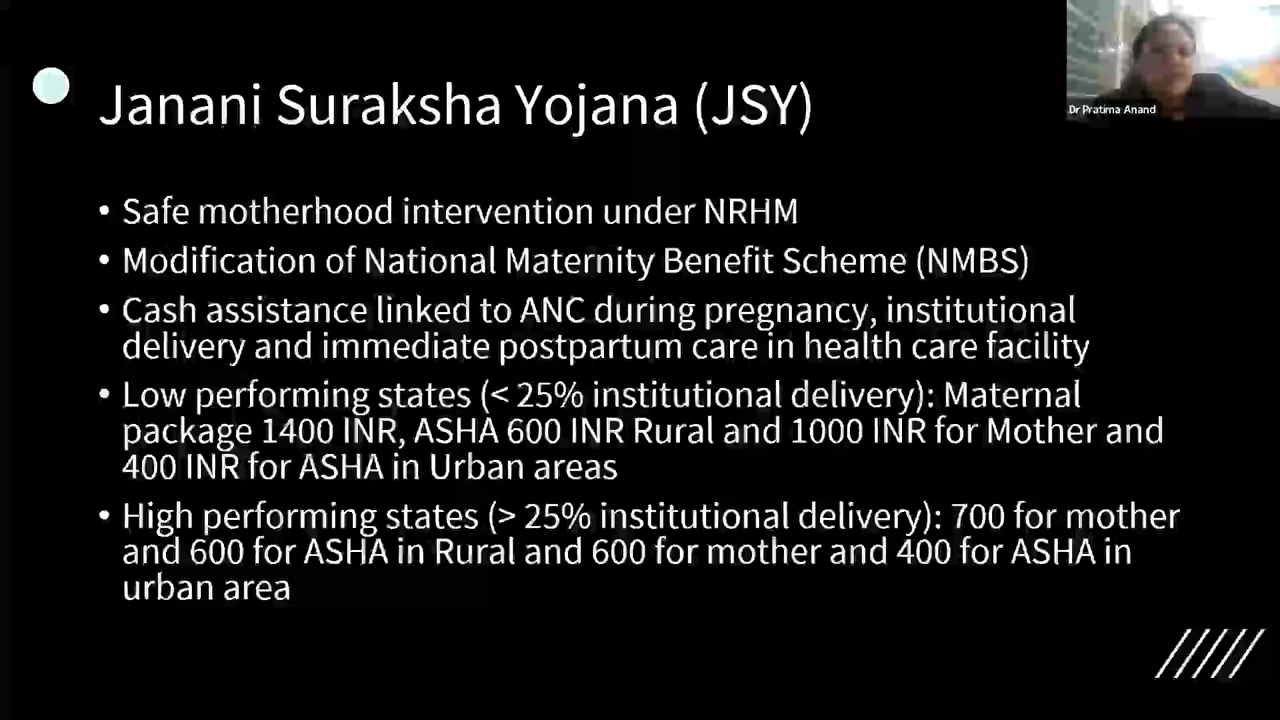 Janani Suraksha Yojana (JSY)
Dr Pratima Anand
• Safe motherhood intervention under NRHM
• Modification of National Maternity Benefit Scheme (NMBS)
• Cash assistance linked to ANC during pregnancy, institutional
delivery and immediate postpartum care in health care facility
• Low performing states (< 25% institutional delivery): Maternal
package 1400 INR, ASHA 600 INR Rural and 1000 INR for Mother and
400 INR for ASHA in Urban areas
• High performing states (> 25% institutional delivery): 700 for mother
and 600 for ASHA in Rural and 600 for mother and 400 for ASHA in
urban area